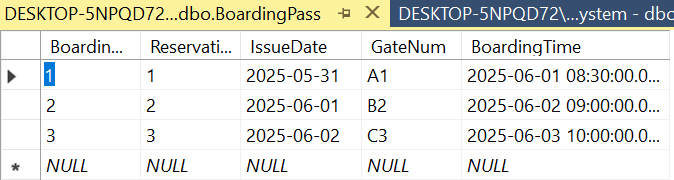 DESKTOP-5NPQD72...dbo.BoardingPass DESKTOP-5NPQD72\...ystem - dbo
Boardin... Reservati... IssueDate GateNum BoardingTime
1 1 2025-05-31 A1 2025-06-01 08:30:00.0...
2 2 2025-06-01 B2 2025-06-02 09:00:00.0...
3 3 2025-06-02 C3 2025-06-03 10:00:00.0...
NULL NULL NULL NULL NULL